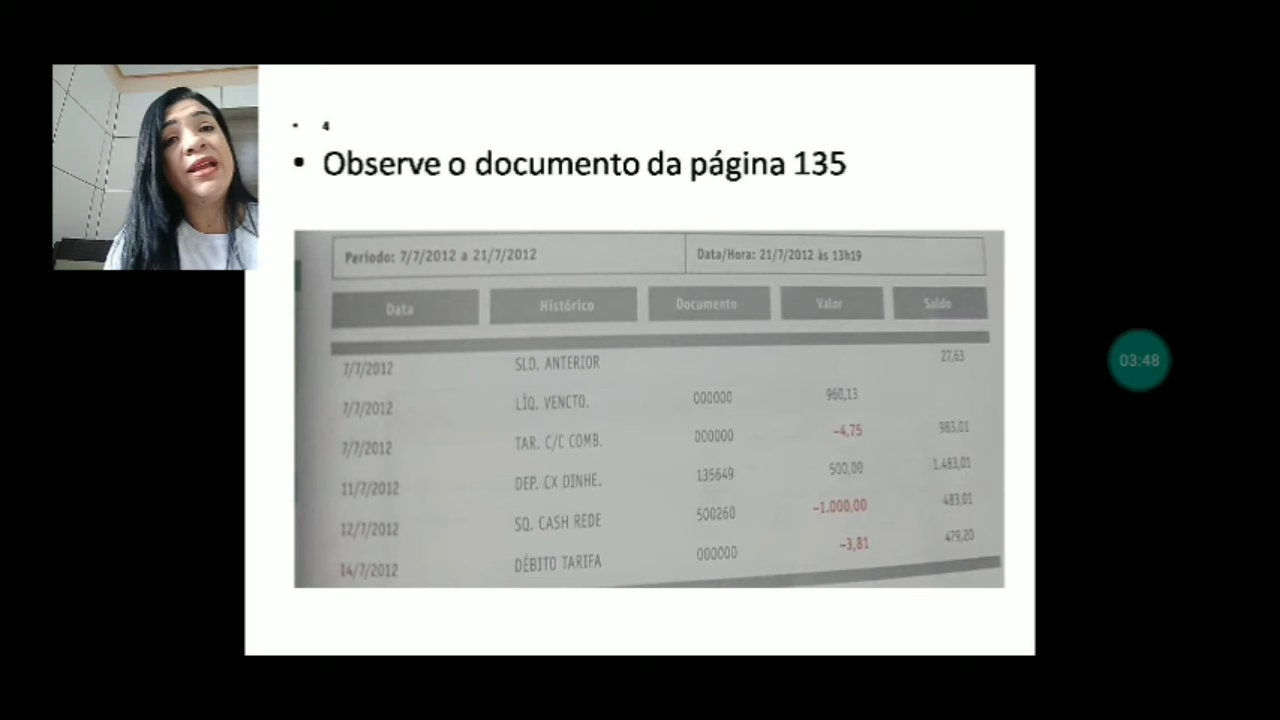 • 4
• Observe o documento da página 135
Período: 7/7/2012 a 21/7/2012 Data/Hora: 21/7/2012 às 13h19
Data Histórico Documento Valor Saldo
7/7/2012 SLD. ANTERIOR 27,63
7/7/2012 LÍQ. VENCTO. 000000 960,13
7/7/2012 TAR. C/C COMB. 000000 -4,75 983,01
11/7/2012 DEP. CX DINHE. 135649 500,00 1.483,01
12/7/2012 SQ. CASH REDE 500260 -1.000,00 483,01
14/7/2012 DÉBITO TARIFA 000000 -3,81 479,20
03:48